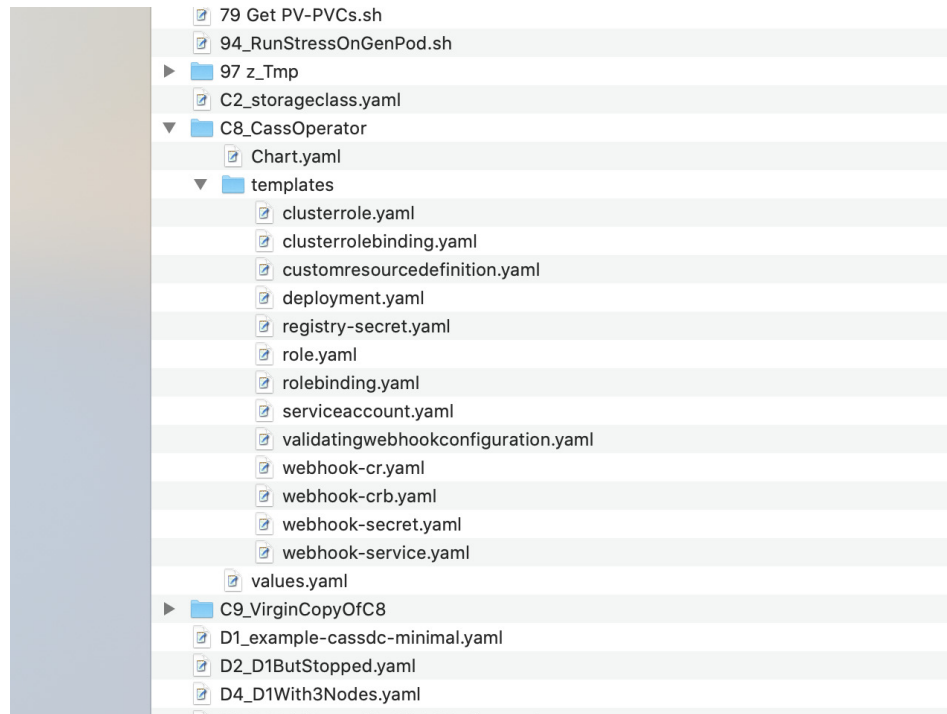 79 Get PV-PVCs.sh
94_RunStressOnGenPod.sh
97 z_Tmp
C2_storageclass.yaml
C8_CassOperator
Chart.yaml
templates
clusterrole.yaml
clusterrolebinding.yaml
customresourcedefinition.yaml
deployment.yaml
registry-secret.yaml
role.yaml
rolebinding.yaml
serviceaccount.yaml
validatingwebhookconfiguration.yaml
webhook-cr.yaml
webhook-crb.yaml
webhook-secret.yaml
webhook-service.yaml
values.yaml
C9_VirginCopyOfC8
D1_example-cassdc-minimal.yaml
D2_D1ButStopped.yaml
D4_D1With3Nodes.yaml